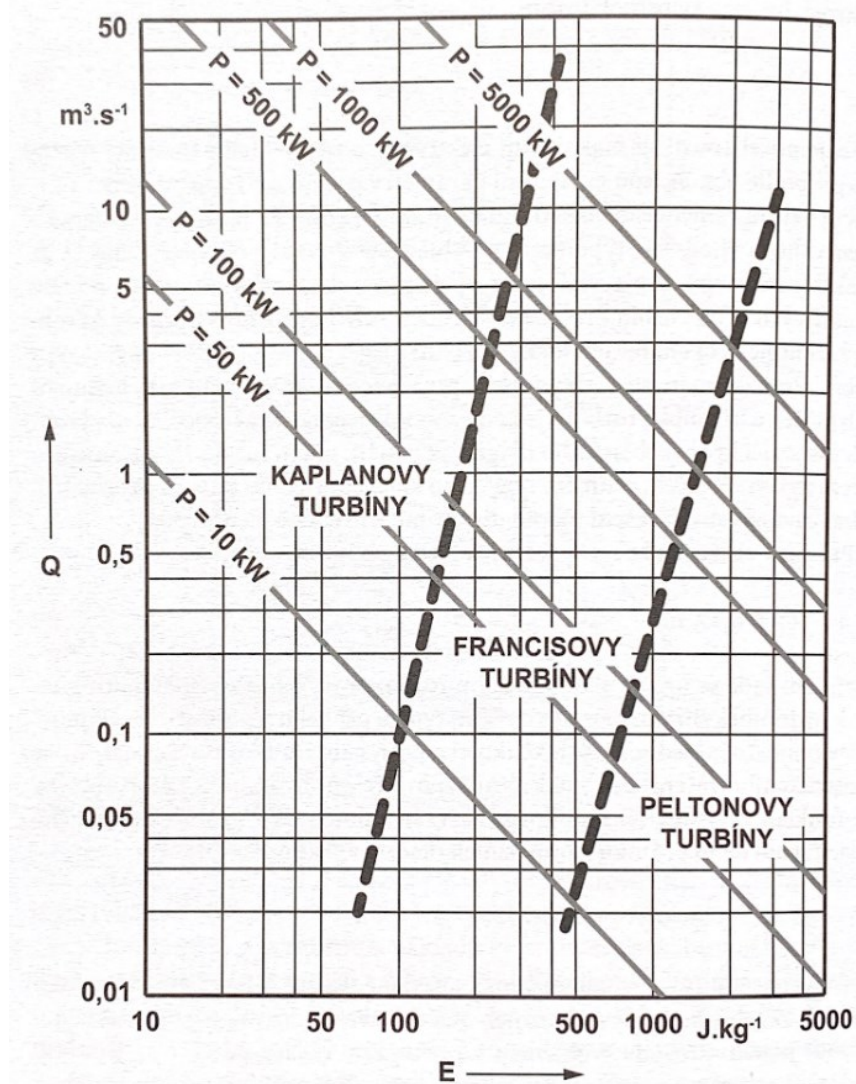 50
m³.s⁻¹
10
5
1
0,5
0,1
0,05
0,01
Q
P = 5000 kW
P = 1000 kW
P = 500 kW
P = 100 kW
P = 50 kW
P = 10 kW
KAPLANOVY
TURBÍNY
FRANCISOVY
TURBÍNY
PELTONOVY
TURBÍNY
10
50
100
500
1000
J.kg⁻¹
5000
E